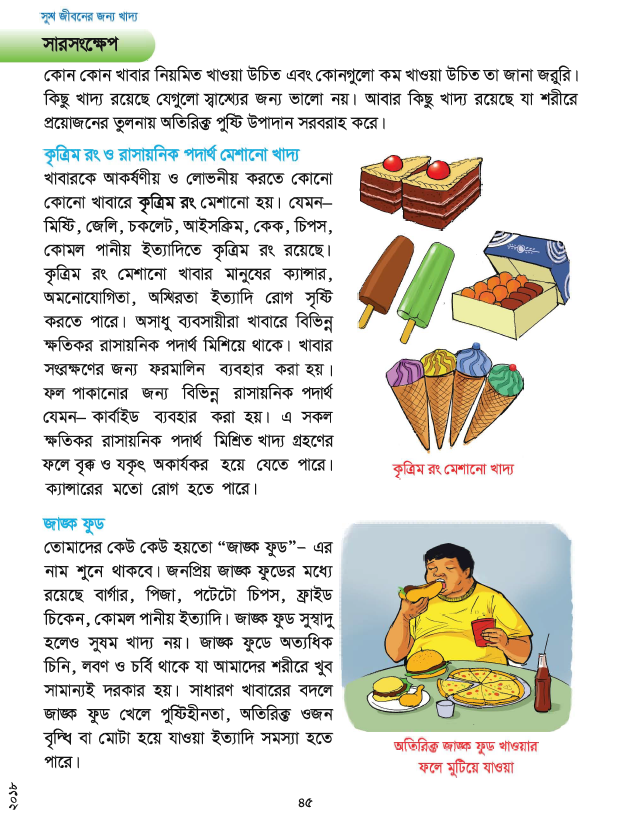 সুস্থ জীবনের জন্য খাদ্য
সারসংক্ষেপ
কোন কোন খাবার নিয়মিত খাওয়া উচিত এবং কোনগুলো কম খাওয়া উচিত তা জানা জরুরি।
কিছু খাদ্য রয়েছে যেগুলো স্বাস্থ্যের জন্য ভালো নয়। আবার কিছু খাদ্য রয়েছে যা শরীরে
প্রয়োজনের তুলনায় অতিরিক্ত পুষ্টি উপাদান সরবরাহ করে।
কৃত্রিম রং ও রাসায়নিক পদার্থ মেশানো খাদ্য
খাবারকে আকর্ষণীয় ও লোভনীয় করতে কোনো
কোনো খাবারে কৃত্রিম রং মেশানো হয়। যেমন–
মিষ্টি, জেলি, চকলেট, আইসক্রিম, কেক, চিপস,
কোমল পানীয় ইত্যাদিতে কৃত্রিম রং রয়েছে।
কৃত্রিম রং মেশানো খাবার মানুষের ক্যান্সার,
অমনোযোগিতা, অস্থিরতা ইত্যাদি রোগ সৃষ্টি
করতে পারে। অসাধু ব্যবসায়ীরা খাবারে বিভিন্ন
ক্ষতিকর রাসায়নিক পদার্থ মিশিয়ে থাকে। খাবার
সংরক্ষণের জন্য ফরমালিন ব্যবহার করা হয়।
ফল পাকানোর জন্য বিভিন্ন রাসায়নিক পদার্থ
যেমন– কার্বাইড ব্যবহার করা হয়। এ সকল
ক্ষতিকর রাসায়নিক পদার্থ মিশ্রিত খাদ্য গ্রহণের
ফলে বৃক্ক ও যকৃৎ অকার্যকর হয়ে যেতে পারে।
ক্যান্সারের মতো রোগ হতে পারে।
কৃত্রিম রং মেশানো খাদ্য
জাঙ্ক ফুড
তোমাদের কেউ কেউ হয়তো “জাঙ্ক ফুড”– এর
নাম শুনে থাকবে। জনপ্রিয় জাঙ্ক ফুডের মধ্যে
রয়েছে বার্গার, পিজা, পটেটো চিপস, ফ্রাইড
চিকেন, কোমল পানীয় ইত্যাদি। জাঙ্ক ফুড সুস্বাদু
হলেও সুষম খাদ্য নয়। জাঙ্ক ফুডে অত্যধিক
চিনি, লবণ ও চর্বি থাকে যা আমাদের শরীরে খুব
সামান্যই দরকার হয়। সাধারণ খাবারের বদলে
জাঙ্ক ফুড খেলে পুষ্টিহীনতা, অতিরিক্ত ওজন
বৃদ্ধি বা মোটা হয়ে যাওয়া ইত্যাদি সমস্যা হতে
পারে।
অতিরিক্ত জাঙ্ক ফুড খাওয়ার
ফলে মুটিয়ে যাওয়া
২০১৮
৪৫